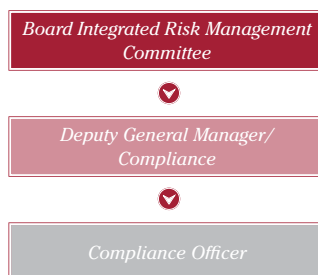 Board Integrated Risk Management
Committee
Deputy General Manager/
Compliance
Compliance Officer